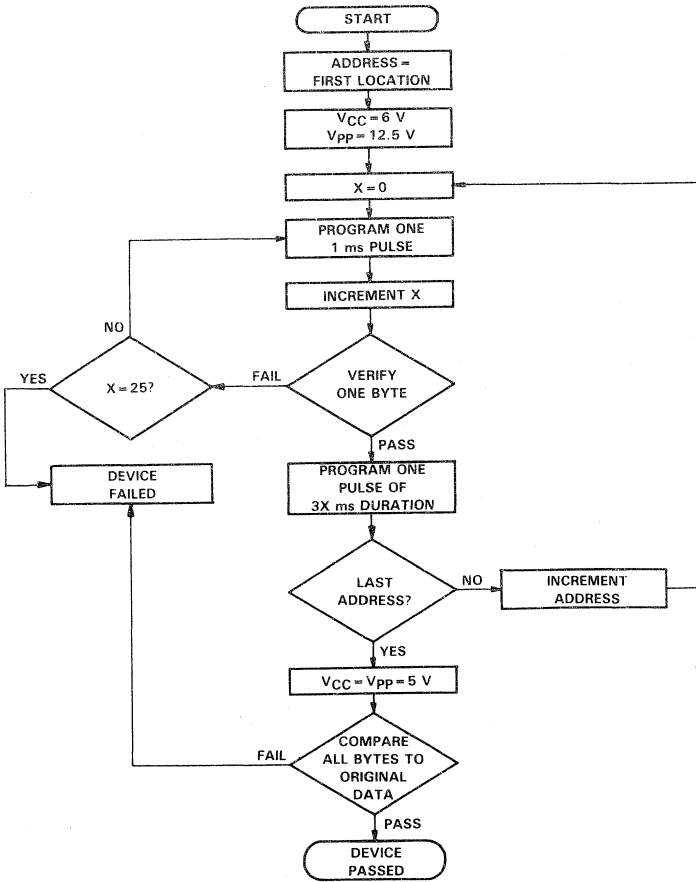 START
ADDRESS =
FIRST LOCATION
VCC = 6 V
VPP = 12.5 V
X = 0
PROGRAM ONE
1 ms PULSE
INCREMENT X
NO
YES
X = 25?
FAIL
VERIFY
ONE BYTE
PASS
DEVICE
FAILED
PROGRAM ONE
PULSE OF
3X ms DURATION
LAST
ADDRESS?
NO
INCREMENT
ADDRESS
YES
VCC = VPP = 5 V
FAIL
COMPARE
ALL BYTES TO
ORIGINAL
DATA
PASS
DEVICE
PASSED